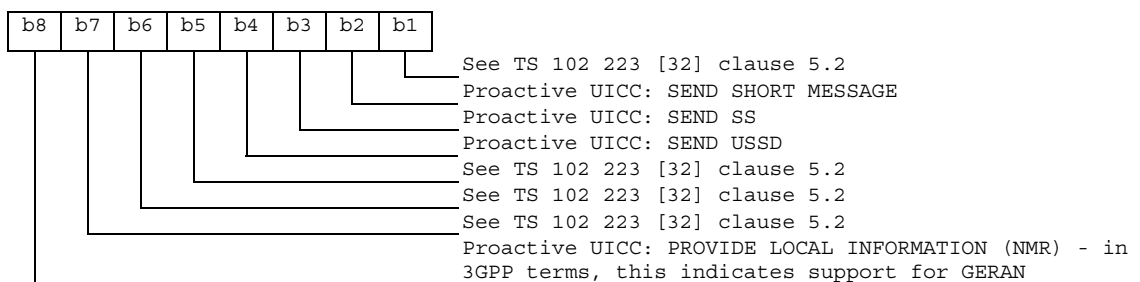 b8 b7 b6 b5 b4 b3 b2 b1
See TS 102 223 [32] clause 5.2
Proactive UICC: SEND SHORT MESSAGE
Proactive UICC: SEND SS
Proactive UICC: SEND USSD
See TS 102 223 [32] clause 5.2
See TS 102 223 [32] clause 5.2
See TS 102 223 [32] clause 5.2
Proactive UICC: PROVIDE LOCAL INFORMATION (NMR) - in
3GPP terms, this indicates support for GERAN